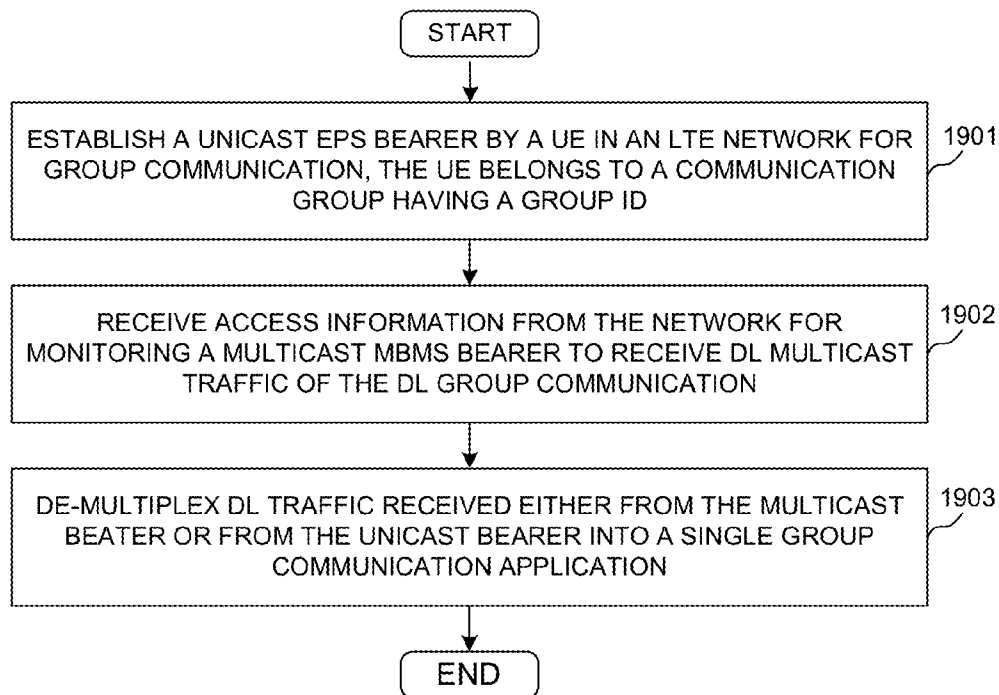 START
ESTABLISH A UNICAST EPS BEARER BY A UE IN AN LTE NETWORK FOR
GROUP COMMUNICATION, THE UE BELONGS TO A COMMUNICATION
GROUP HAVING A GROUP ID
1901
RECEIVE ACCESS INFORMATION FROM THE NETWORK FOR
MONITORING A MULTICAST MBMS BEARER TO RECEIVE DL MULTICAST
TRAFFIC OF THE DL GROUP COMMUNICATION
1902
DE-MULTIPLEX DL TRAFFIC RECEIVED EITHER FROM THE MULTICAST
BEATER OR FROM THE UNICAST BEARER INTO A SINGLE GROUP
COMMUNICATION APPLICATION
1903
END